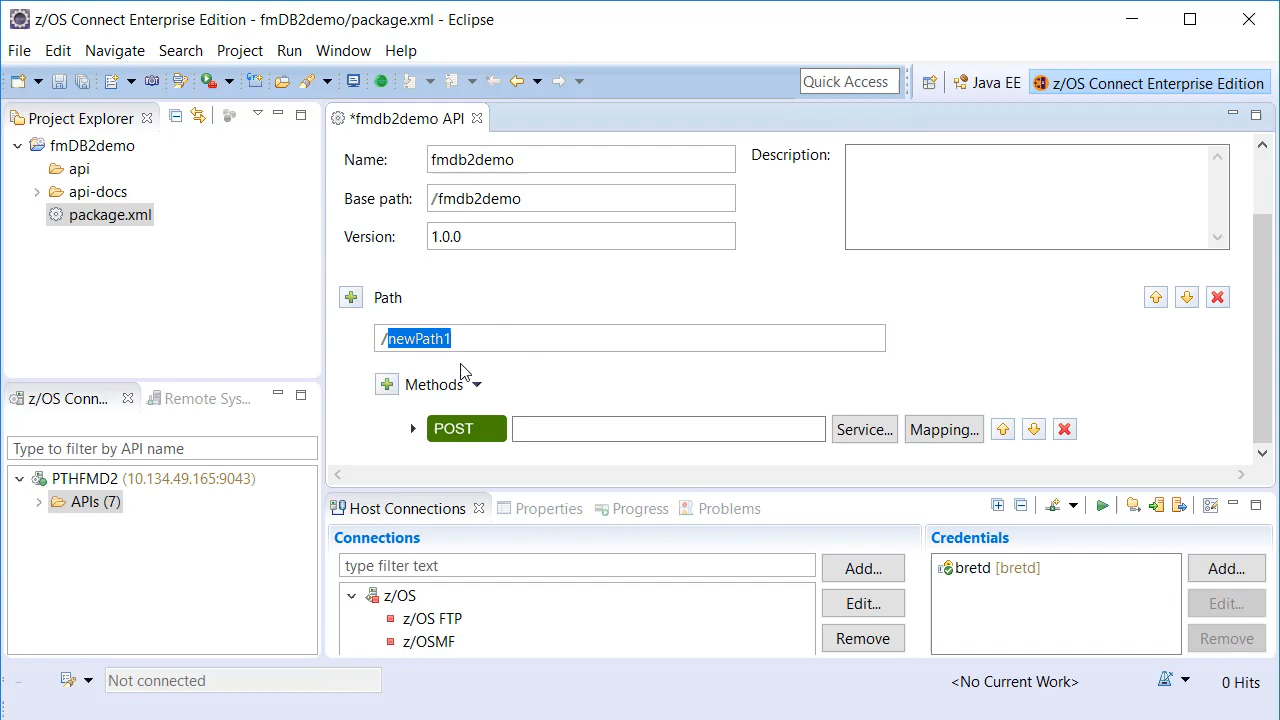 z/OS Connect Enterprise Edition - fmDB2demo/package.xml - Eclipse
File Edit Navigate Search Project Run Window Help
Quick Access
Java EE
z/OS Connect Enterprise Edition
Project Explorer
fmDB2demo
api
api-docs
package.xml
z/OS Conn...
Remote Sys...
Type to filter by API name
PTHFMD2 (10.134.49.165:9043)
APIs (7)
*fmdb2demo API
Name: fmdb2demo
Description:
Base path: /fmdb2demo
Version: 1.0.0
Path
/newPath1
Methods
POST
Service...
Mapping...
Host Connections
Properties
Progress
Problems
Connections
type filter text
z/OS
z/OS FTP
z/OSMF
Add...
Edit...
Remove
Credentials
bretd [bretd]
Add...
Edit...
Remove
Not connected
<No Current Work>
0 Hits